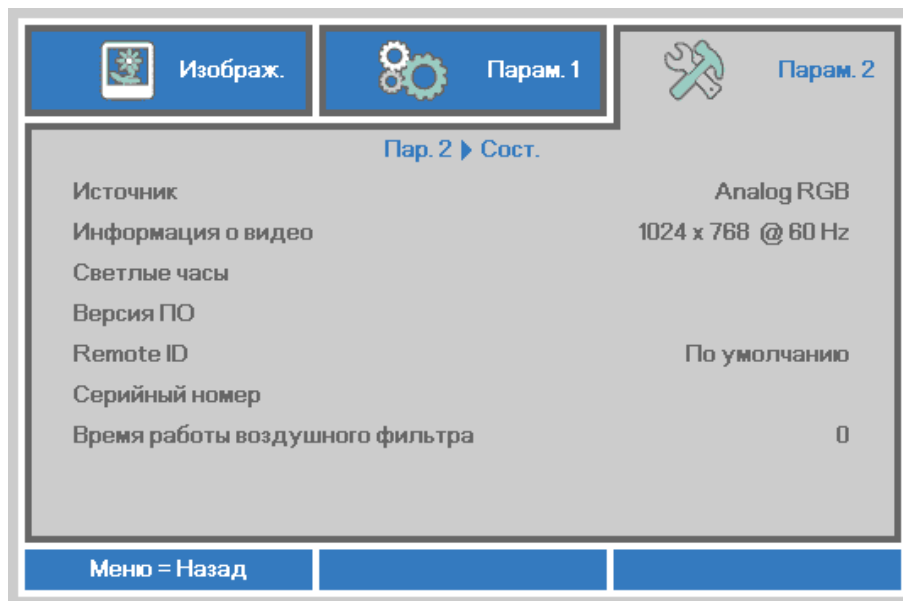 Изображ. Парам. 1 Парам. 2
Пар. 2 Сост.
Источник Analog RGB
Информация о видео 1024 x 768 @ 60 Hz
Светлые часы
Версия ПО
Remote ID По умолчанию
Серийный номер
Время работы воздушного фильтра 0
Меню = Назад